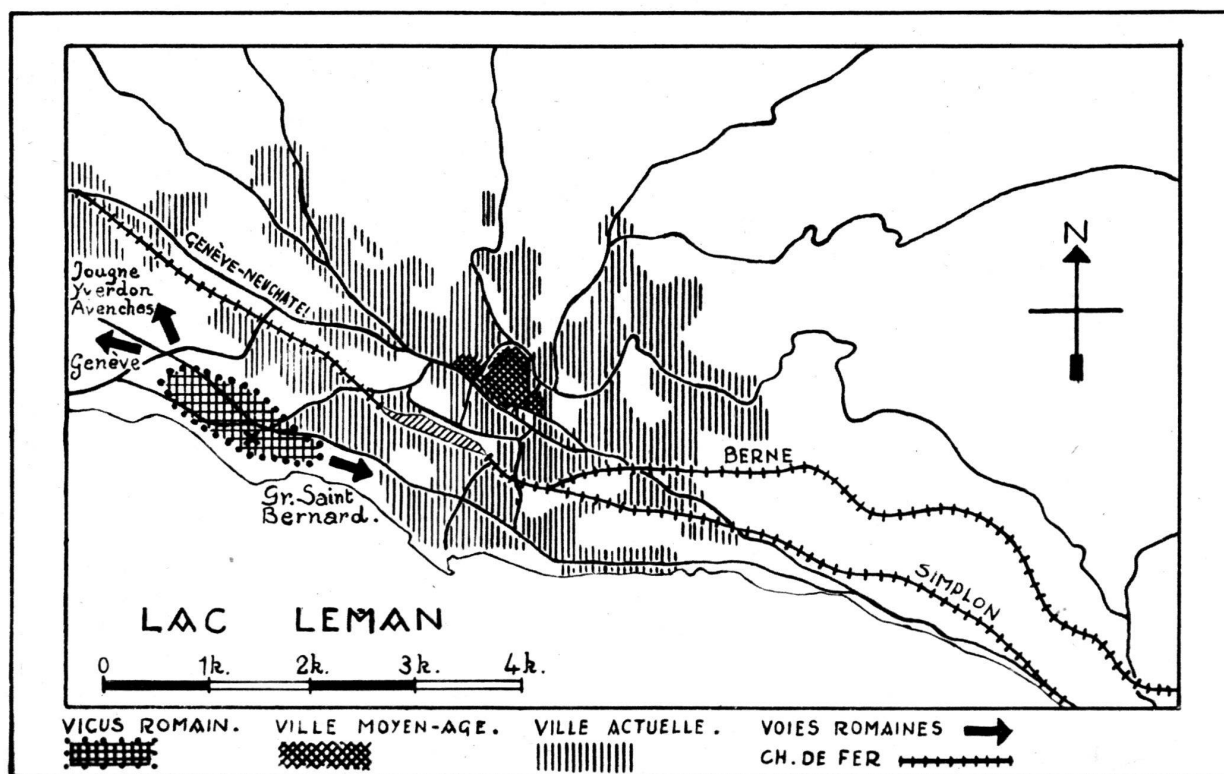 N
GENÈVE-NEUCHATEL
Jougne
Yverdon
Avenches
Genève
BERNE
Gr. Saint
Bernard.
SIMPLON
LAC LEMAN
0 1k. 2k. 3k. 4k.
VICUS ROMAIN. VILLE MOYEN-AGE. VILLE ACTUELLE. VOIES ROMAINES
CH. DE FER